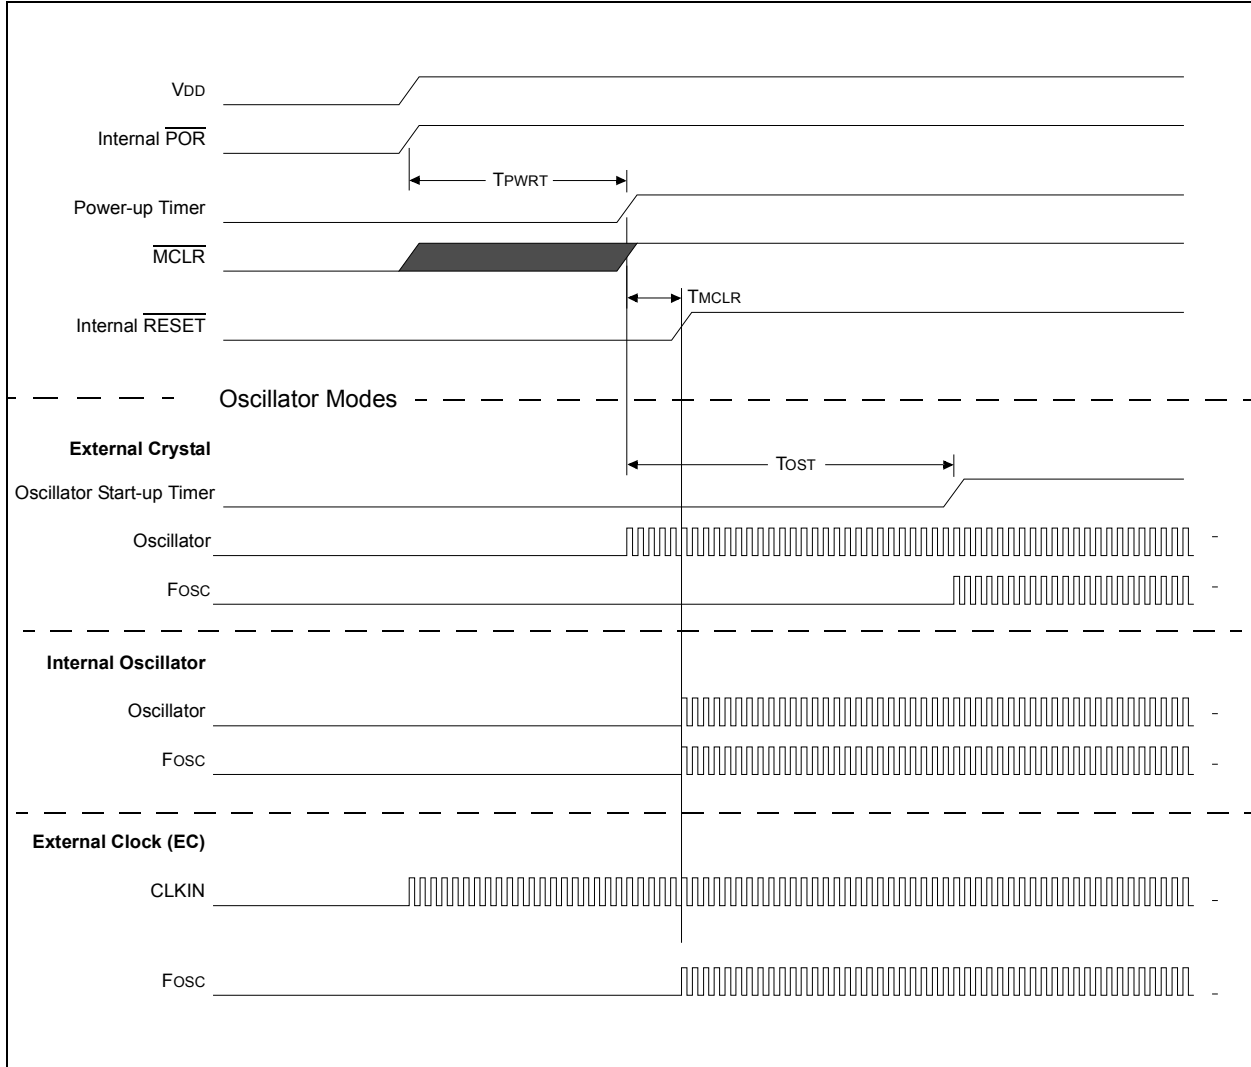 VDD
Internal POR
TPWRT
Power-up Timer
MCLR
TMCLR
Internal RESET
Oscillator Modes
External Crystal
TOST
Oscillator Start-up Timer
Oscillator
FOSC
Internal Oscillator
Oscillator
FOSC
External Clock (EC)
CLKIN
FOSC